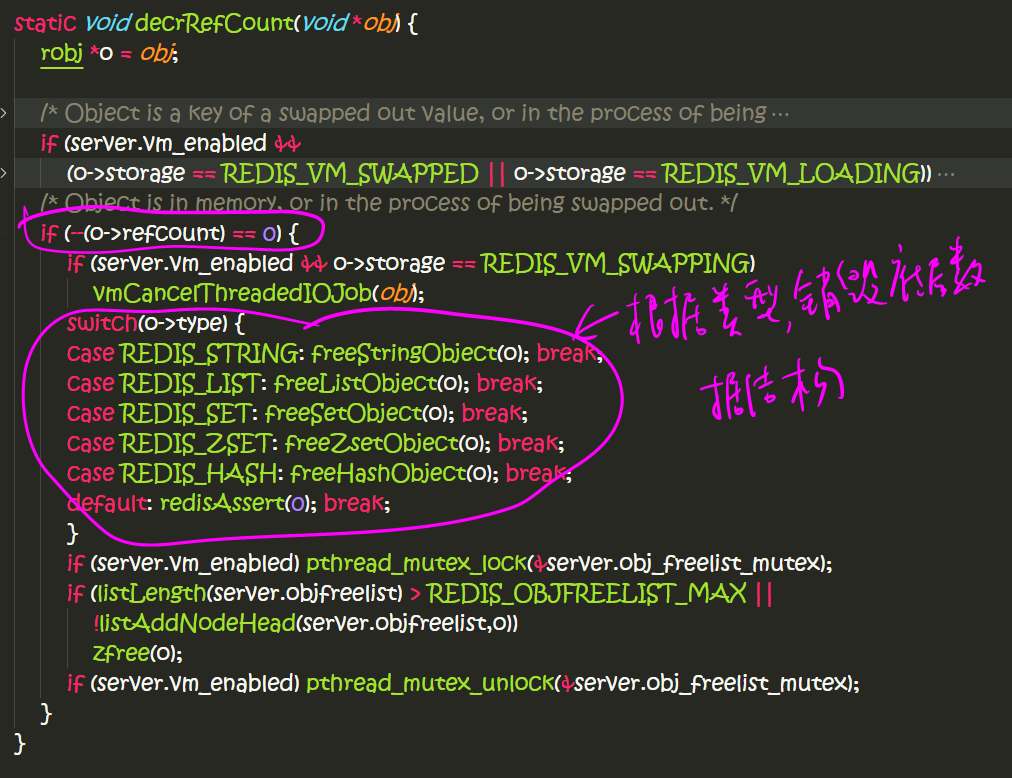 static void decrRefCount(void *obj) {
robj *o = obj;
/* Object is a key of a swapped out value, or in the process of being ···
if (server.vm_enabled &&
(o->storage == REDIS_VM_SWAPPED || o->storage == REDIS_VM_LOADING)) ···
/* Object is in memory, or in the process of being swapped out. */
if (--(o->refcount) == 0) {
if (server.vm_enabled && o->storage == REDIS_VM_SWAPPING)
vmCancelThreadedIOJob(obj);
switch(o->type) {
根据类型,销毁底层数
据结构
case REDIS_STRING: freeStringObject(o); break;
case REDIS_LIST: freeListObject(o); break;
case REDIS_SET: freeSetObject(o); break;
case REDIS_ZSET: freeZsetObject(o); break;
case REDIS_HASH: freeHashObject(o); break;
default: redisAssert(0); break;
}
if (server.vm_enabled) pthread_mutex_lock(&server.obj_freelist_mutex);
if (listLength(server.objfreelist) > REDIS_OBJFREELIST_MAX ||
!listAddNodeHead(server.objfreelist,o))
zfree(o);
if (server.vm_enabled) pthread_mutex_unlock(&server.obj_freelist_mutex);
}
}